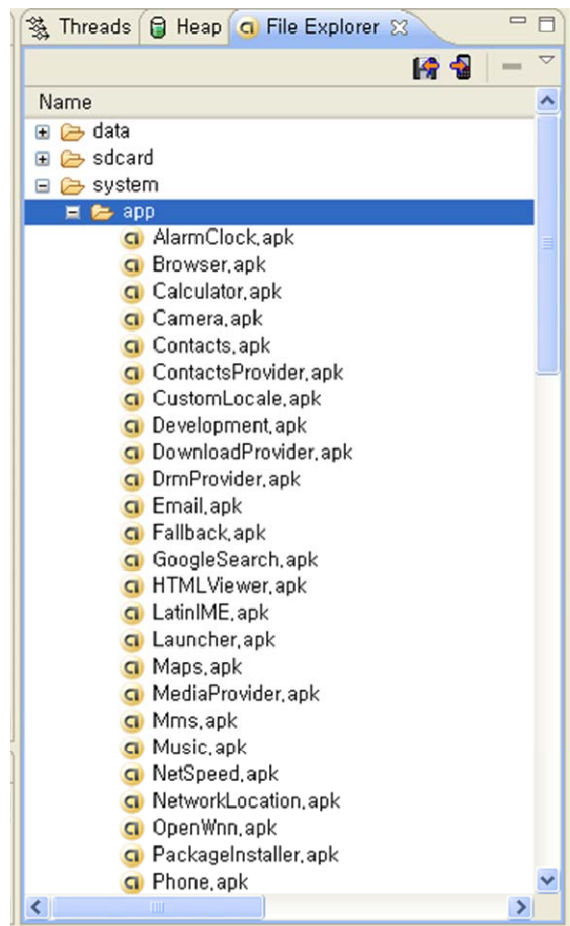 Threads Heap File Explorer
Name
data
sdcard
system
app
AlarmClock.apk
Browser.apk
Calculator.apk
Camera.apk
Contacts.apk
ContactsProvider.apk
CustomLocale.apk
Development.apk
DownloadProvider.apk
DrmProvider.apk
Email.apk
Fallback.apk
GoogleSearch.apk
HTMLViewer.apk
LatinIME.apk
Launcher.apk
Maps.apk
MediaProvider.apk
Mms.apk
Music.apk
NetSpeed.apk
NetworkLocation.apk
OpenWnn.apk
PackageInstaller.apk
Phone.apk